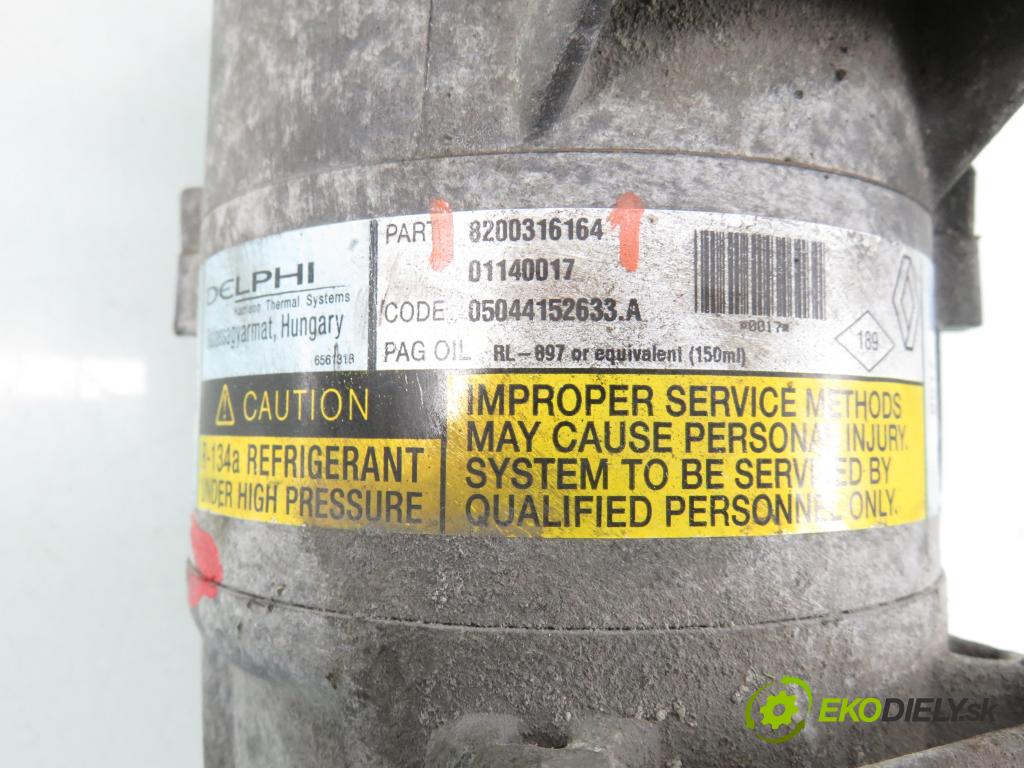 DELPHI
Thermal Systems
Hungary
PART 8200316164
01140017
CODE 05044152633.A
*0017*
189
PAG OIL RL-897 or equivalent (150ml)
CAUTION
R-134a REFRIGERANT
UNDER HIGH PRESSURE
IMPROPER SERVICE METHODS
MAY CAUSE PERSONAL INJURY.
SYSTEM TO BE SERVICED BY
QUALIFIED PERSONNEL ONLY.
EKODIELY.sk